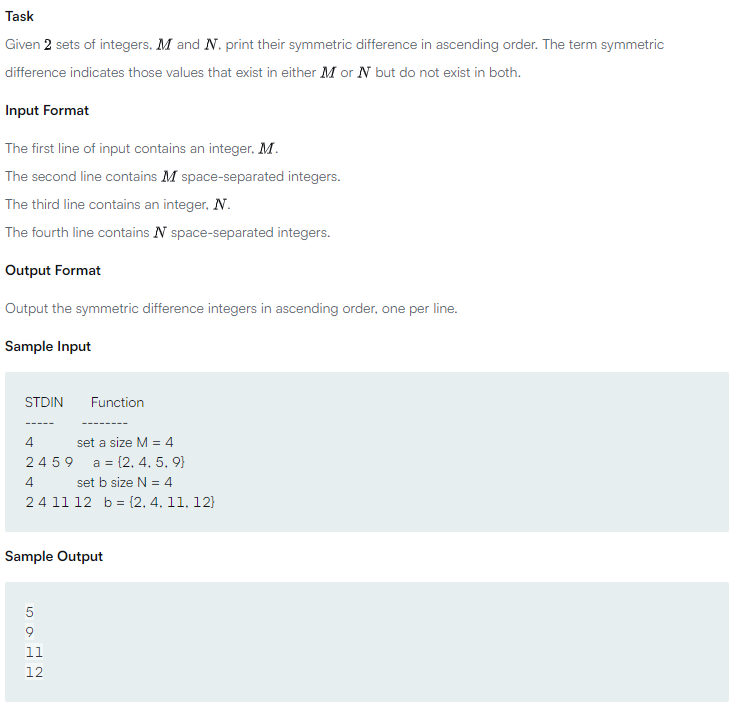 Task
Given 2 sets of integers, M and N, print their symmetric difference in ascending order. The term symmetric
difference indicates those values that exist in either M or N but do not exist in both.
Input Format
The first line of input contains an integer, M.
The second line contains M space-separated integers.
The third line contains an integer, N.
The fourth line contains N space-separated integers.
Output Format
Output the symmetric difference integers in ascending order, one per line.
Sample Input
STDIN Function
----- --------
4 set a size M = 4
2 4 5 9 a = {2, 4, 5, 9}
4 set b size N = 4
2 4 11 12 b = {2, 4, 11, 12}
Sample Output
5
9
11
12